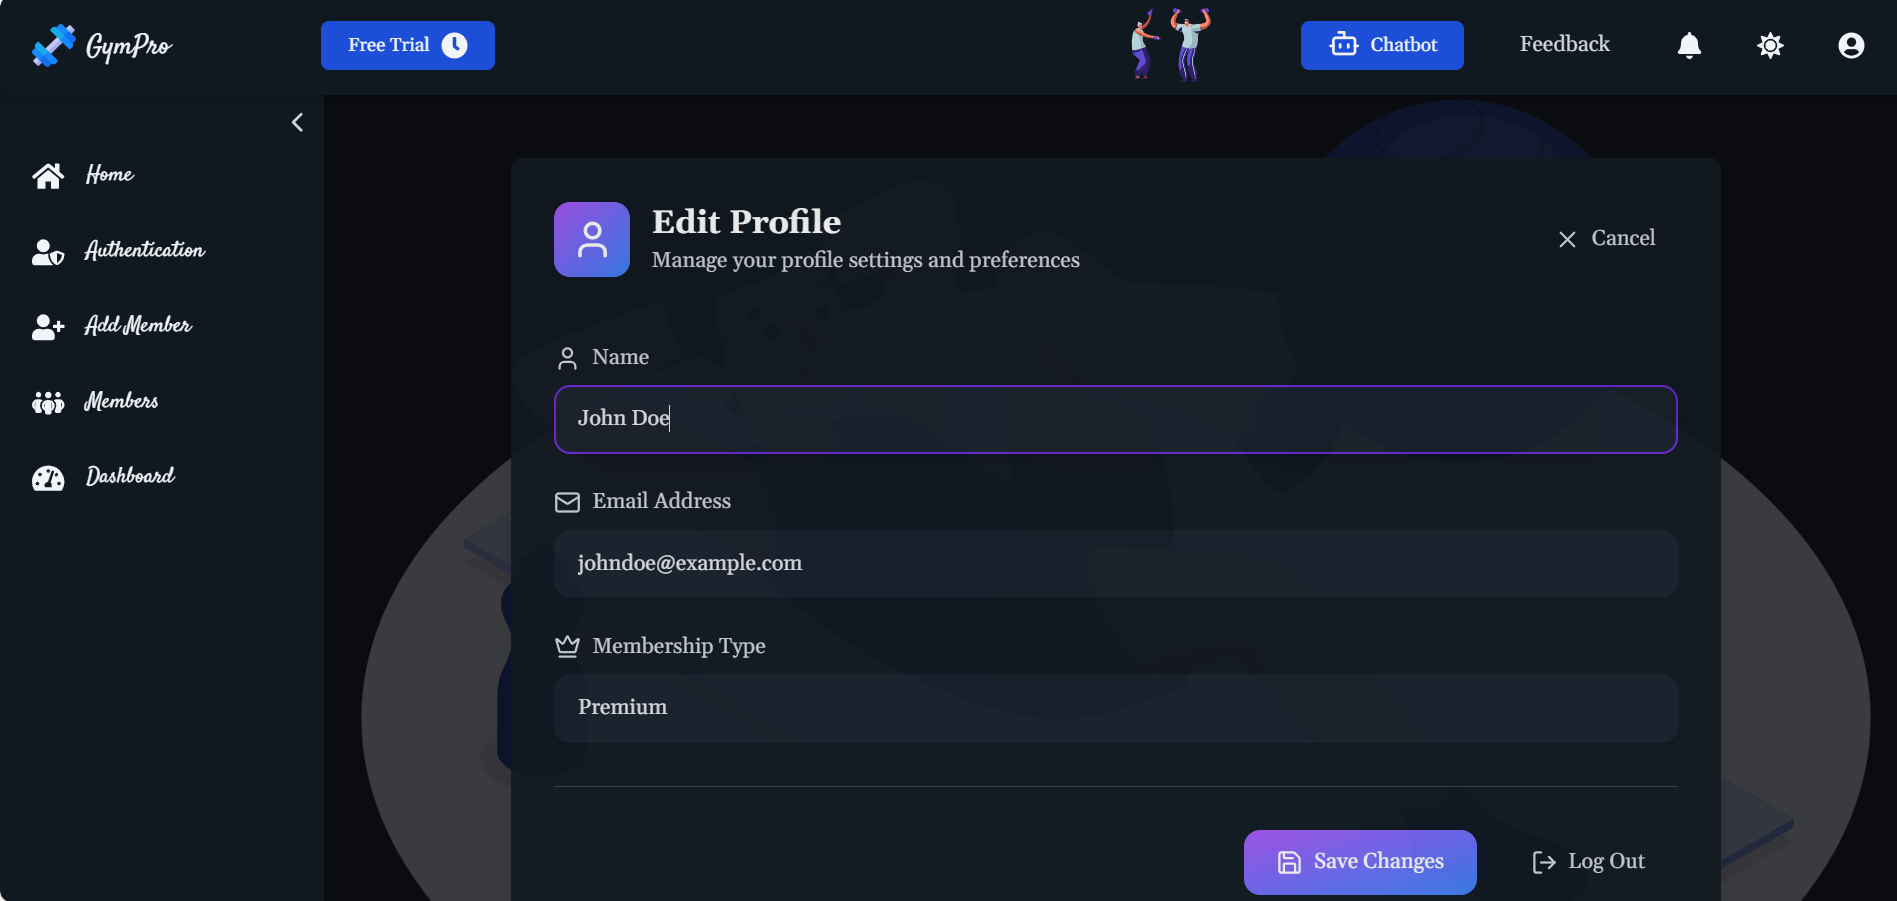 GymPro
Free Trial
Chatbot
Feedback
Home
Authentication
Add Member
Members
Dashboard
Edit Profile
Manage your profile settings and preferences
Cancel
Name
John Doe
Email Address
johndoe@example.com
Membership Type
Premium
Save Changes
Log Out